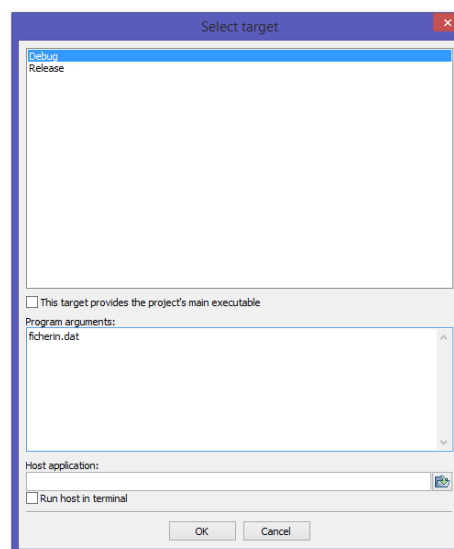 Select target
Debug
Release
This target provides the project's main executable
Program arguments:
ficherin.dat
Host application:
Run host in terminal
OK Cancel